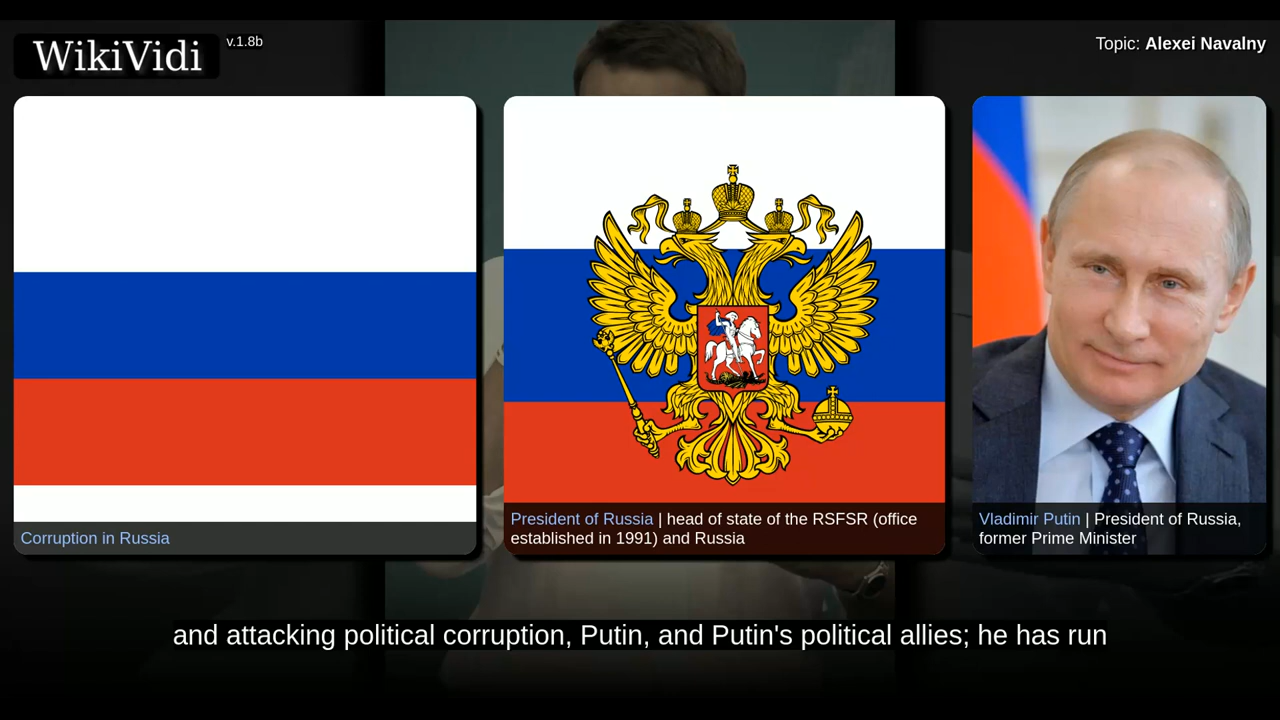 WikiVidi
v.1.8b
Topic: Alexei Navalny
Corruption in Russia
President of Russia | head of state of the RSFSR (office
established in 1991) and Russia
Vladimir Putin | President of Russia,
former Prime Minister
and attacking political corruption, Putin, and Putin's political allies; he has run